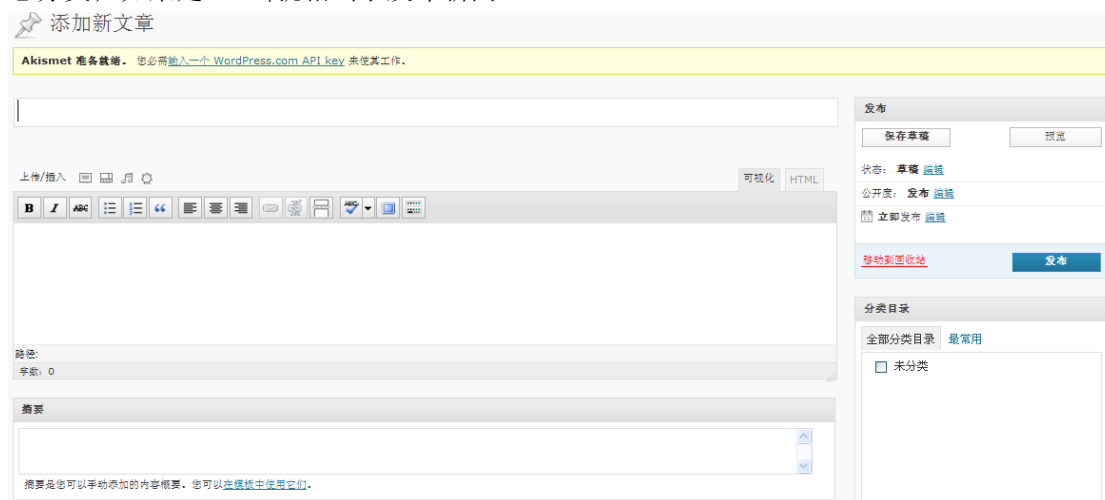 添加新文章
Akismet 准备就绪。 您必需输入一个 WordPress.com API key 来使其工作。
上传/插入
可视化 HTML
B I ABC
ABC
路径:
字数: 0
摘要
摘要是您可以手动添加的内容概要。您可以在模板中使用它们。
发布
保存草稿 预览
状态: 草稿 编辑
公开度: 发布 编辑
立即发布 编辑
移动到回收站 发布
分类目录
全部分类目录 最常用
未分类